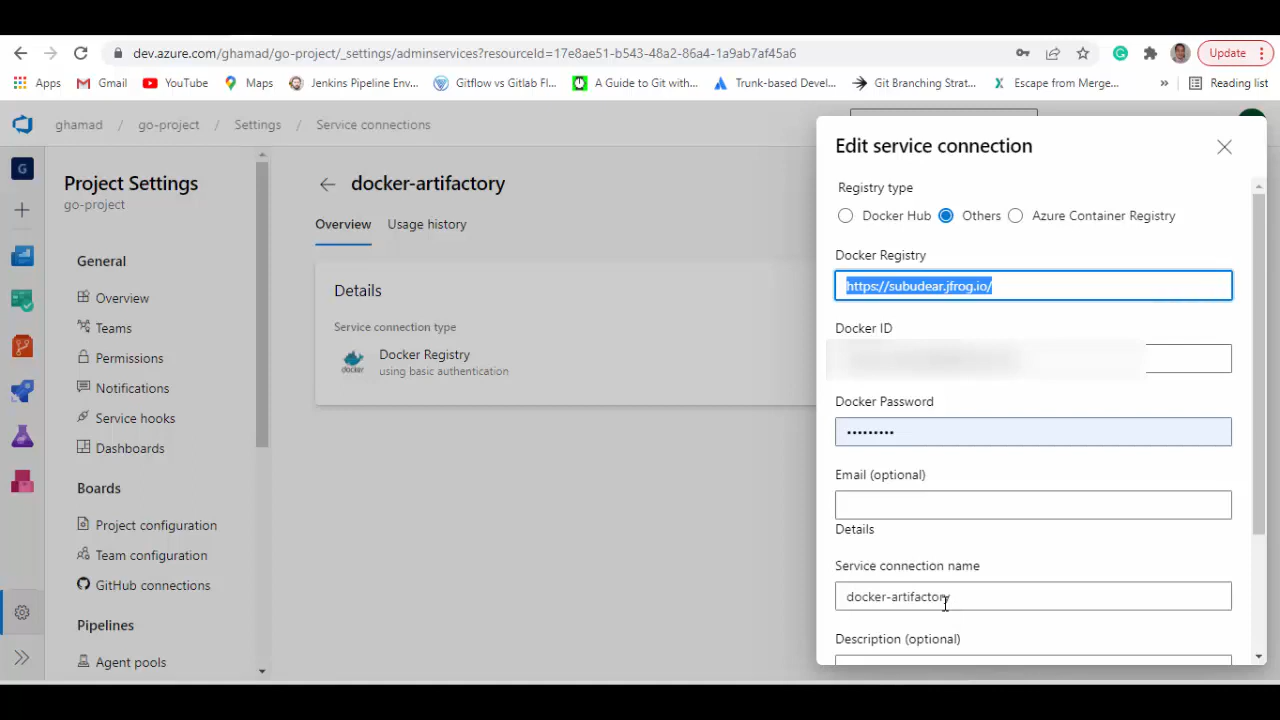 dev.azure.com/ghamad/go-project/_settings/adminservices?resourceId=17e8ae51-b543-48a2-86a4-1a9ab7af45a6
Update
Apps
Gmail
YouTube
Maps
Jenkins Pipeline Env...
Gitflow vs Gitlab Fl...
A Guide to Git with...
Trunk-based Devel...
Git Branching Strat...
Escape from Merge...
»
Reading list
ghamad / go-project / Settings / Service connections
G
Project Settings
go-project
General
Overview
Teams
Permissions
Notifications
Service hooks
Dashboards
Boards
Project configuration
Team configuration
GitHub connections
Pipelines
Agent pools
docker-artifactory
Overview Usage history
Details
Service connection type
docker
Docker Registry
using basic authentication
Edit service connection
Registry type
Docker Hub Others Azure Container Registry
Docker Registry
https://subudear.jfrog.io/
Docker ID
Docker Password
•••••••••
Email (optional)
Details
Service connection name
docker-artifactory
Description (optional)